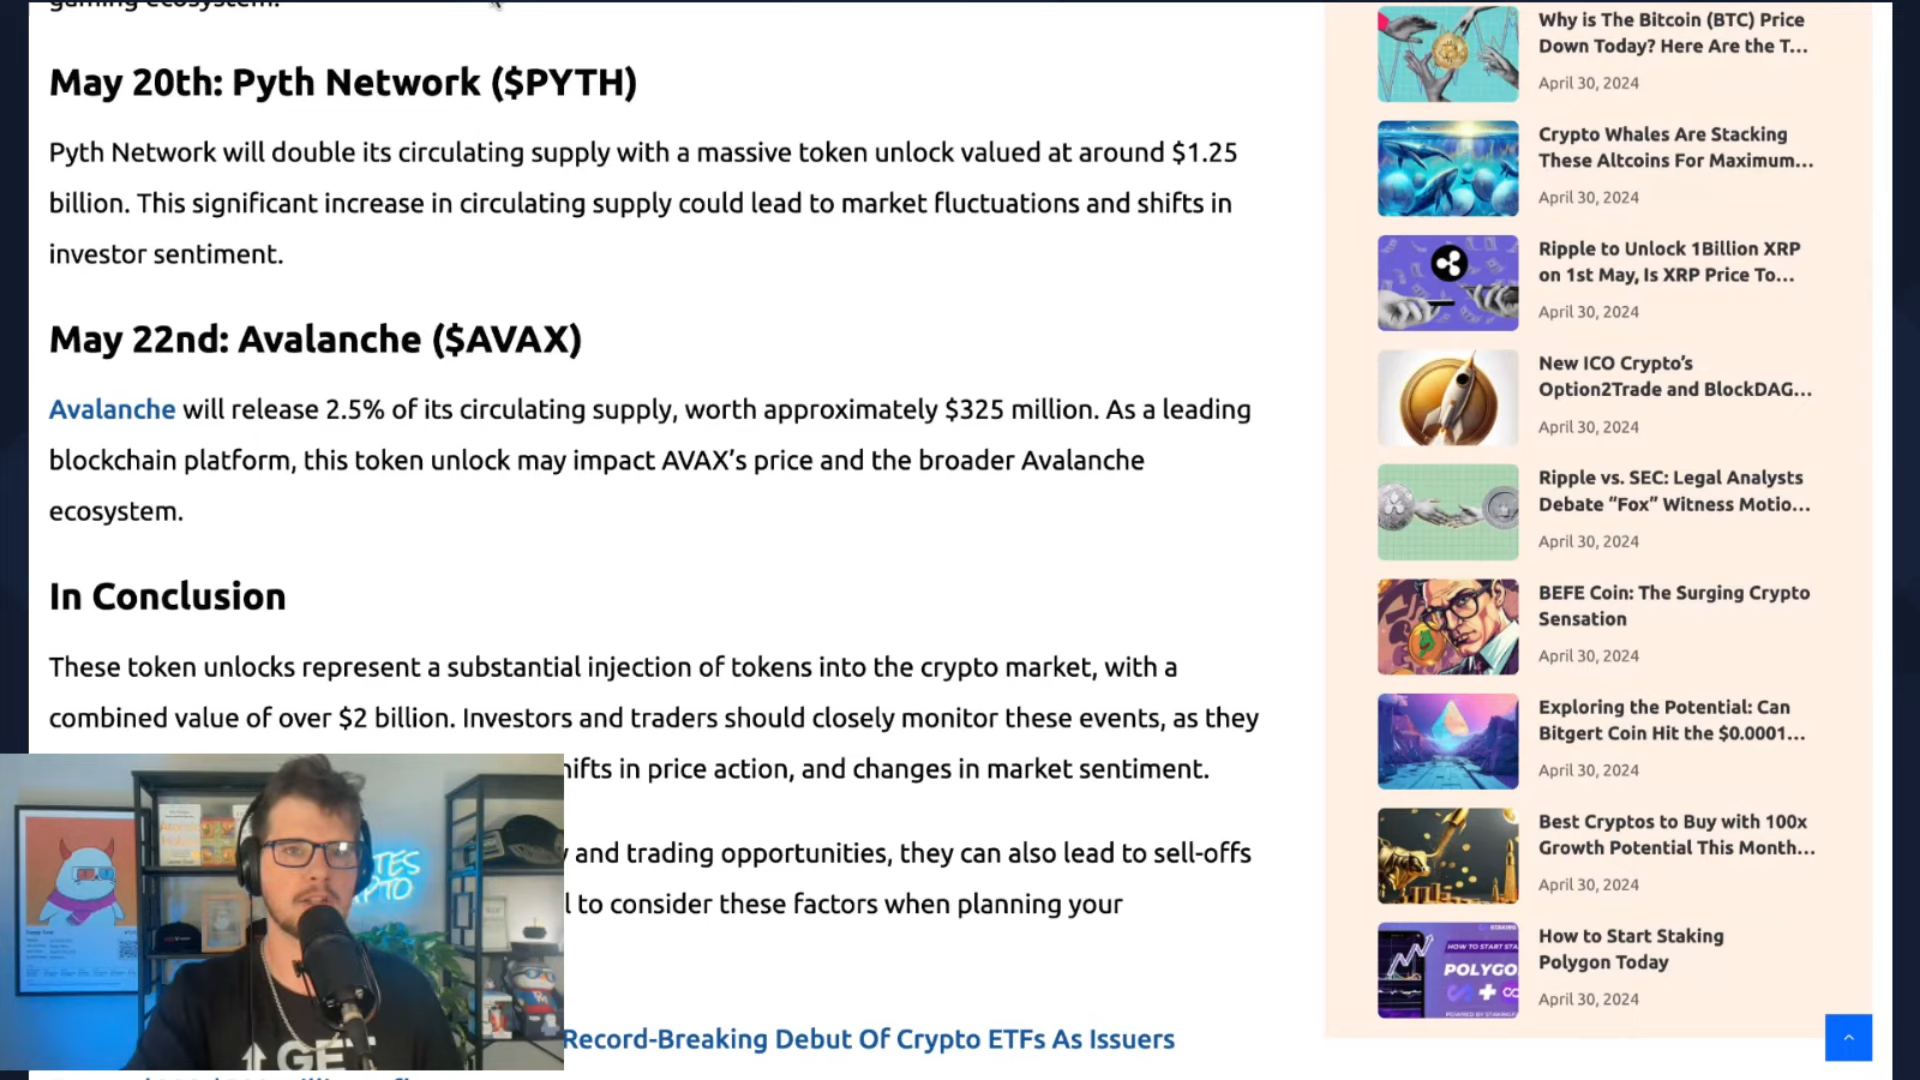 gaming ecosystem.
May 20th: Pyth Network ($PYTH)
Pyth Network will double its circulating supply with a massive token unlock valued at around $1.25
billion. This significant increase in circulating supply could lead to market fluctuations and shifts in
investor sentiment.
May 22nd: Avalanche ($AVAX)
Avalanche will release 2.5% of its circulating supply, worth approximately $325 million. As a leading
blockchain platform, this token unlock may impact AVAX’s price and the broader Avalanche
ecosystem.
In Conclusion
These token unlocks represent a substantial injection of tokens into the crypto market, with a
combined value of over $2 billion. Investors and traders should closely monitor these events, as they
in price action, and changes in market sentiment.
and trading opportunities, they can also lead to sell-offs
to consider these factors when planning your
Record-Breaking Debut Of Crypto ETFs As Issuers
Why is The Bitcoin (BTC) Price
Down Today? Here Are the T...
April 30, 2024
Crypto Whales Are Stacking
These Altcoins For Maximum...
April 30, 2024
Ripple to Unlock 1Billion XRP
on 1st May, Is XRP Price To...
April 30, 2024
New ICO Crypto’s
Option2Trade and BlockDAG...
April 30, 2024
Ripple vs. SEC: Legal Analysts
Debate “Fox” Witness Motio...
April 30, 2024
BEFE Coin: The Surging Crypto
Sensation
April 30, 2024
Exploring the Potential: Can
Bitgert Coin Hit the $0.0001...
April 30, 2024
Best Cryptos to Buy with 100x
Growth Potential This Month...
April 30, 2024
HOW TO START STA
POLYGO
How to Start Staking
Polygon Today
April 30, 2024
GET